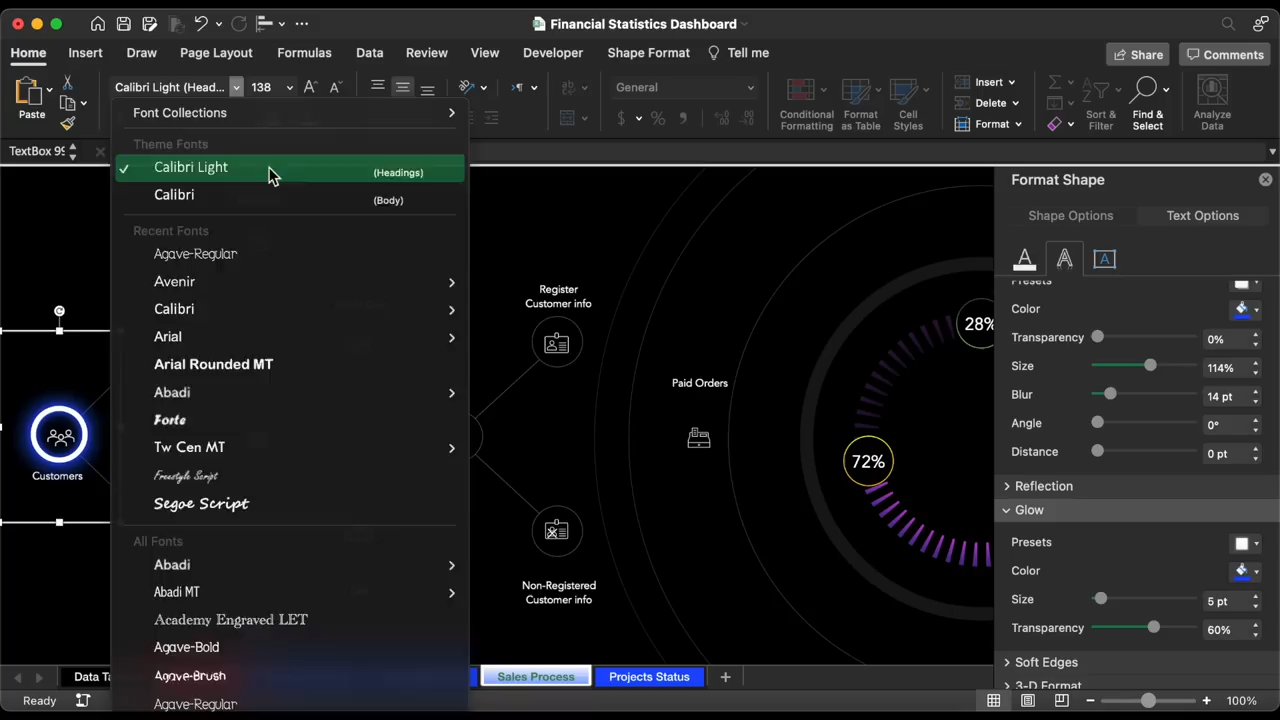 Financial Statistics Dashboard
Home Insert Draw Page Layout Formulas Data Review View Developer Shape Format Tell me
Share Comments
Paste
Calibri Light (Head... 138
General
Conditional Formatting
Format as Table
Cell Styles
Insert
Delete
Format
Sort & Filter
Find & Select
Analyze Data
TextBox 99
Font Collections
Theme Fonts
Calibri Light (Headings)
Calibri (Body)
Recent Fonts
Agave-Regular
Avenir
Calibri
Arial
Arial Rounded MT
Abadi
Forte
Tw Cen MT
Freestyle Script
Segoe Script
All Fonts
Abadi
Abadi MT
Academy Engraved LET
Agave-Bold
Agave-Brush
Agave-Regular
Customers
Register
Customer info
Non-Registered
Customer info
Paid Orders
28%
72%
Format Shape
Shape Options Text Options
Presets
Color
Transparency 0%
Size 114%
Blur 14 pt
Angle 0°
Distance 0 pt
Reflection
Glow
Presets
Color
Size 5 pt
Transparency 60%
Soft Edges
3-D Format
Data Ta
Sales Process
Projects Status
Ready
100%